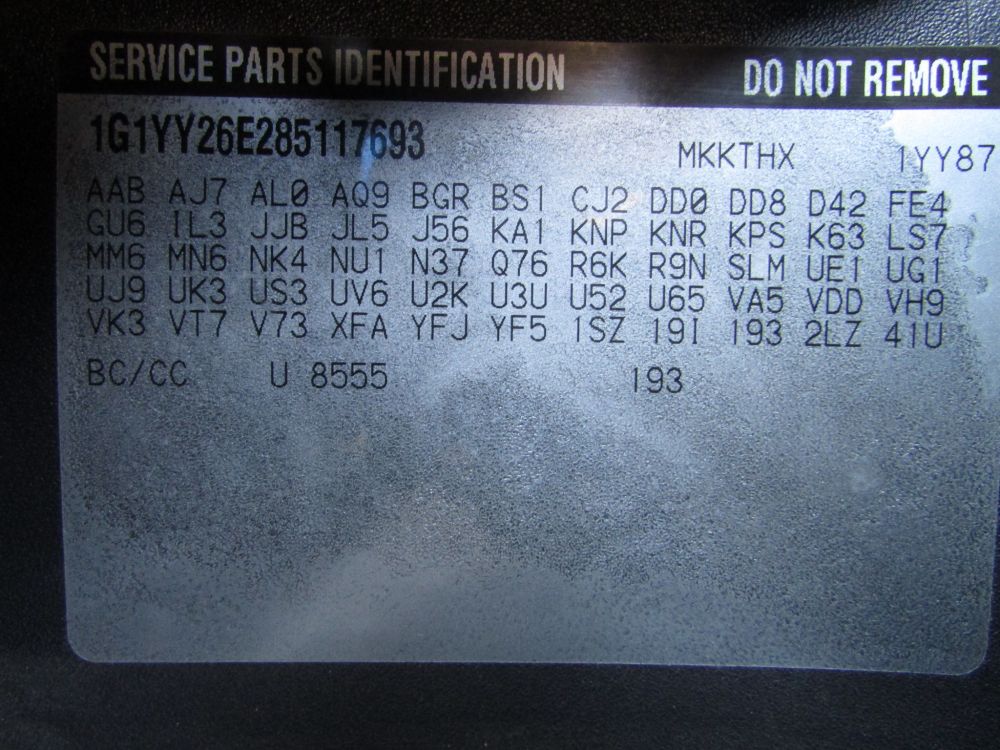 SERVICE PARTS IDENTIFICATION DO NOT REMOVE
1G1YY26E285117693 MKKTHX 1YY87
AAB AJ7 AL0 AQ9 BGR BS1 CJ2 DD0 DD8 D42 FE4
GU6 IL3 JJB JL5 J56 KA1 KNP KNR KPS K63 LS7
MM6 MN6 NK4 NU1 N37 Q76 R6K R9N SLM UE1 UG1
UJ9 UK3 US3 UV6 U2K U3U U52 U65 VA5 VDD VH9
VK3 VT7 V73 XFA YFJ YF5 1SZ 19I 193 2LZ 41U
BC/CC U 8555 193